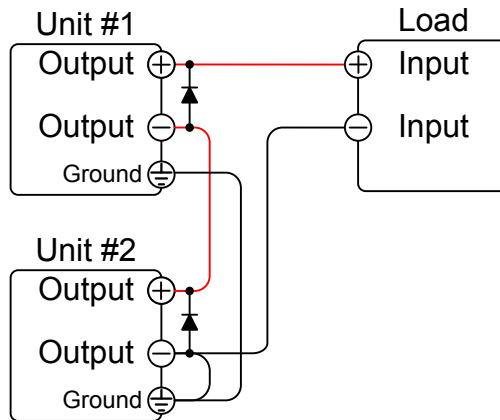 Unit #1
Output
Output
Ground
Load
Input
Input
Unit #2
Output
Output
Ground